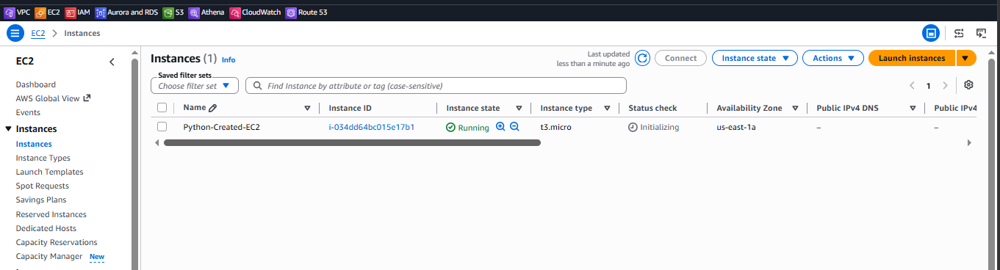 VPC EC2 IAM Aurora and RDS S3 Athena CloudWatch Route 53
EC2 > Instances
EC2
Dashboard
AWS Global View
Events
Instances
Instances
Instance Types
Launch Templates
Spot Requests
Savings Plans
Reserved Instances
Dedicated Hosts
Capacity Reservations
Capacity Manager New
Instances (1) Info
Last updated
less than a minute ago
Connect
Instance state
Actions
Launch instances
Saved filter sets
Choose filter set
Find Instance by attribute or tag (case-sensitive)
1
Name Instance ID Instance state Instance type Status check Availability Zone Public IPv4 DNS Public IPv4
Python-Created-EC2 i-034dd64bc015e17b1 Running t3.micro Initializing us-east-1a – –